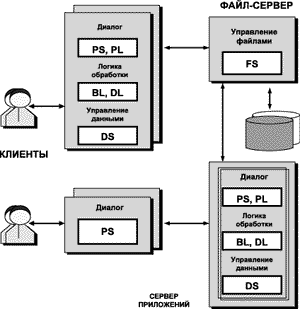 ФАЙЛ-СЕРВЕР
Диалог
PS, PL
Логика
обработки
BL, DL
Управление
данными
DS
Управление
файлами
FS
КЛИЕНТЫ
Диалог
PS
Диалог
PS, PL
Логика
обработки
BL, DL
Управление
данными
DS
СЕРВЕР
ПРИЛОЖЕНИЙ